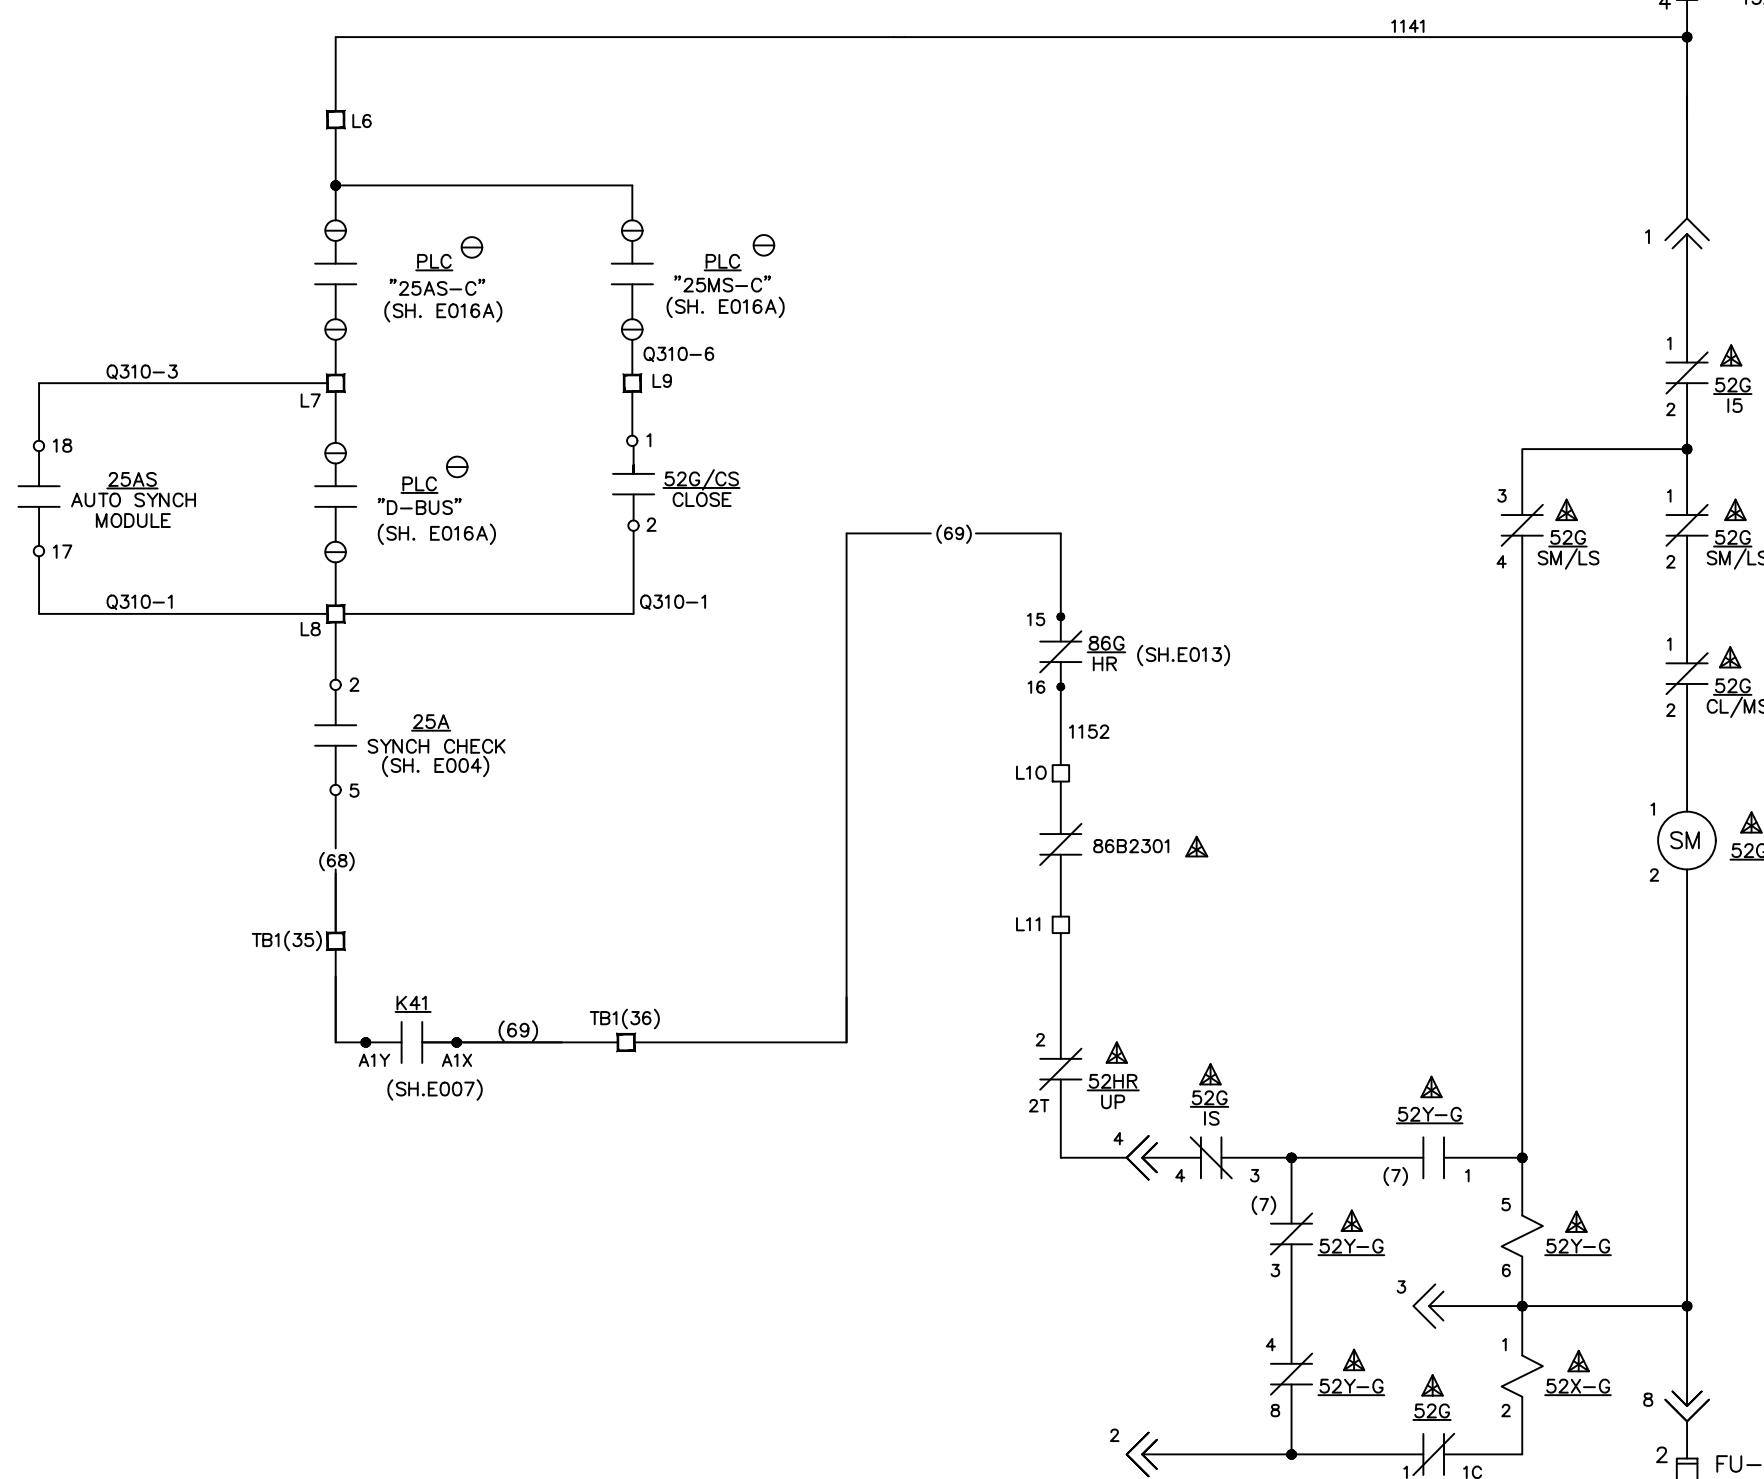 4
1141
L6
PLC
"25AS-C"
(SH. E016A)
PLC
"25MS-C"
(SH. E016A)
Q310-6
L9
Q310-3
L7
18
25AS
AUTO SYNCH
MODULE
17
PLC
"D-BUS"
(SH. E016A)
1
52G/CS
CLOSE
2
Q310-1
L8
Q310-1
2
25A
SYNCH CHECK
(SH. E004)
5
(68)
TB1(35)
K41
A1Y
A1X
(SH.E007)
(69)
TB1(36)
(69)
15
86G
HR
(SH.E013)
16
1152
L10
86B2301
L11
2
52HR
UP
2T
4
52G
IS
4
3
52Y-G
(7)
1
(7)
52Y-G
3
4
52Y-G
8
2
52G
1
1C
5
52Y-G
6
3
1
52X-G
2
1
1
52G
I5
2
3
52G
SM/LS
4
1
52G
SM/LS
2
1
52G
CL/MS
2
1
SM
2
52G
8
2
FU-